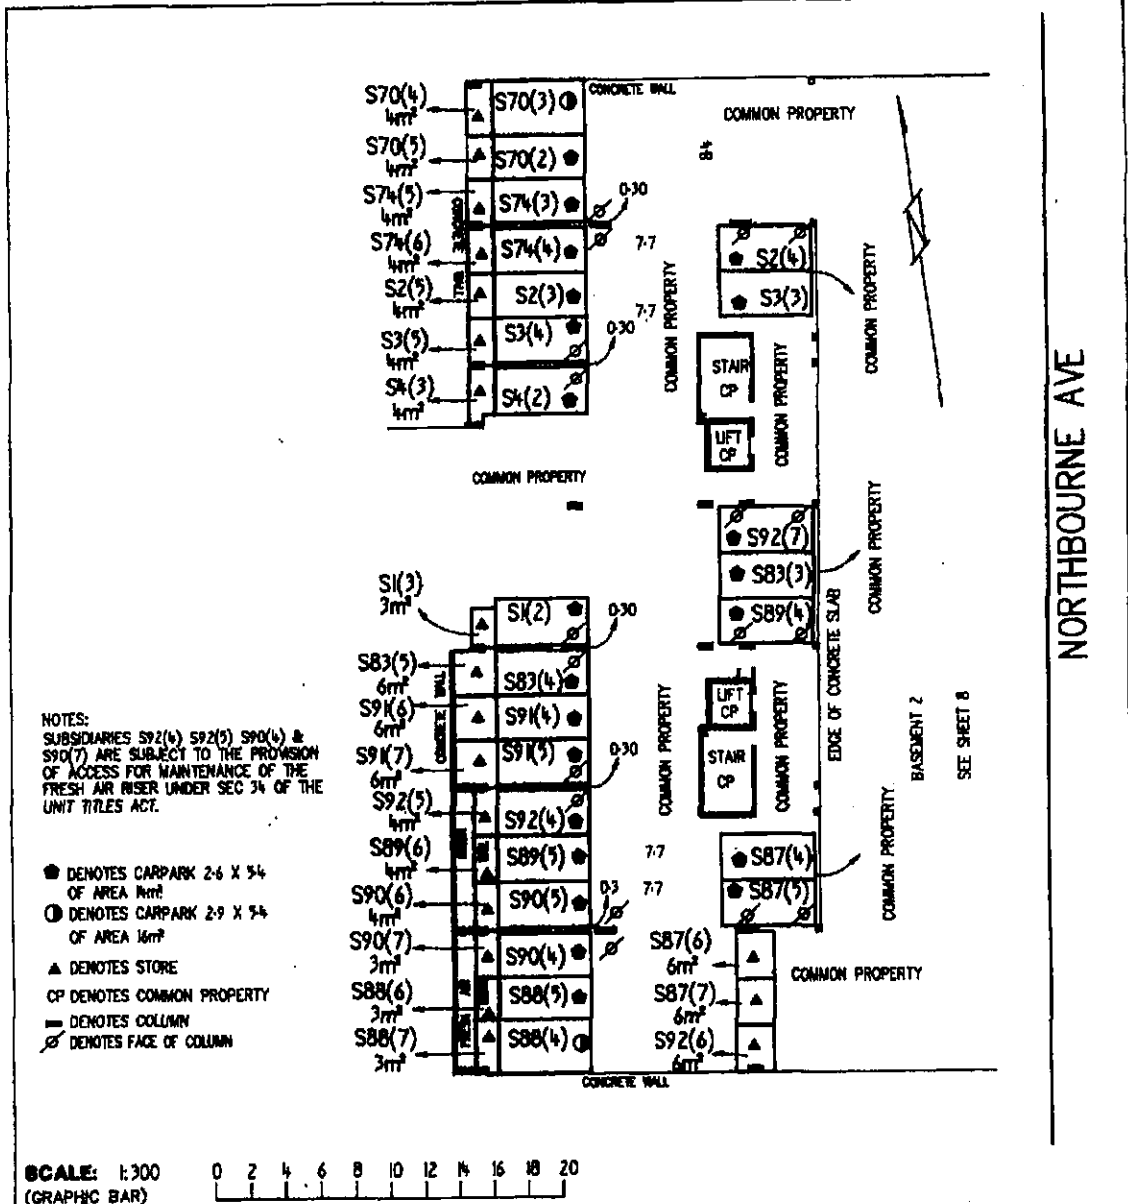 S70(4)
4m²
S70(3)
CONCRETE WALL
COMMON PROPERTY
S70(5)
4m²
S70(2)
8·4
S74(5)
4m²
S74(3)
0·30
CONCRETE
S74(6)
4m²
S74(4)
7·7
S2(4)
S2(5)
4m²
S2(3)
7·7
COMMON PROPERTY
S3(3)
COMMON PROPERTY
S3(5)
4m²
S3(4)
0·30
STAIR
CP
COMMON PROPERTY
S4(3)
4m²
S4(2)
LIFT
CP
COMMON PROPERTY
NORTHBOURNE AVE
S92(7)
S83(3)
COMMON PROPERTY
S89(4)
S1(3)
3m²
S1(2)
0·30
S83(5)
6m²
S83(4)
CONCRETE WALL
S91(6)
6m²
S91(4)
COMMON PROPERTY
LIFT
CP
COMMON PROPERTY
EDGE OF CONCRETE SLAB
BASEMENT 2
SEE SHEET 8
S91(7)
6m²
S91(5)
0·30
STAIR
CP
S92(5)
4m²
S92(4)
S89(6)
4m²
S89(5)
7·7
S87(4)
COMMON PROPERTY
S90(6)
4m²
S90(5)
0·3
7·7
S87(5)
S90(7)
3m²
S90(4)
S87(6)
6m²
COMMON PROPERTY
S88(6)
3m²
S88(5)
FRESH AIR
S87(7)
6m²
S88(7)
3m²
S88(4)
S92(6)
6m²
CONCRETE WALL
NOTES:
SUBSIDIARIES S92(4) S92(5) S90(4) &
S90(7) ARE SUBJECT TO THE PROVISION
OF ACCESS FOR MAINTENANCE OF THE
FRESH AIR RISER UNDER SEC 34 OF THE
UNIT TITLES ACT.
DENOTES CARPARK 2·6 X 5·4
OF AREA 14m²
DENOTES CARPARK 2·9 X 5·4
OF AREA 16m²
DENOTES STORE
CP DENOTES COMMON PROPERTY
DENOTES COLUMN
DENOTES FACE OF COLUMN
SCALE: 1:300
(GRAPHIC BAR)
0 2 4 6 8 10 12 14 16 18 20